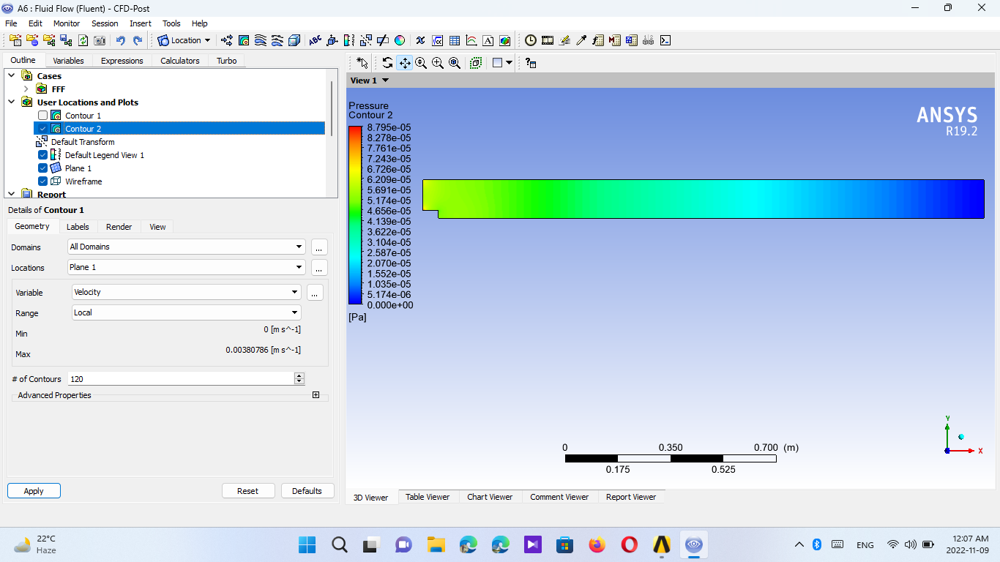 A6 : Fluid Flow (Fluent) - CFD-Post
File Edit Monitor Session Insert Tools Help
Location
Outline Variables Expressions Calculators Turbo
Cases
FFF
User Locations and Plots
Contour 1
Contour 2
Default Transform
Default Legend View 1
Plane 1
Wireframe
Report
Details of Contour 1
Geometry Labels Render View
Domains All Domains ...
Locations Plane 1 ...
Variable Velocity ...
Range Local
Min 0 [m s^-1]
Max 0.00380786 [m s^-1]
# of Contours 120
Advanced Properties
Apply Reset Defaults
View 1
Pressure
Contour 2
8.795e-05
8.278e-05
7.761e-05
7.243e-05
6.726e-05
6.209e-05
5.691e-05
5.174e-05
4.656e-05
4.139e-05
3.622e-05
3.104e-05
2.587e-05
2.070e-05
1.552e-05
1.035e-05
5.174e-06
0.000e+00
[Pa]
ANSYS
R19.2
0 0.350 0.700 (m)
0.175 0.525
Y
X
3D Viewer Table Viewer Chart Viewer Comment Viewer Report Viewer
22°C
Haze
ENG
12:07 AM
2022-11-09